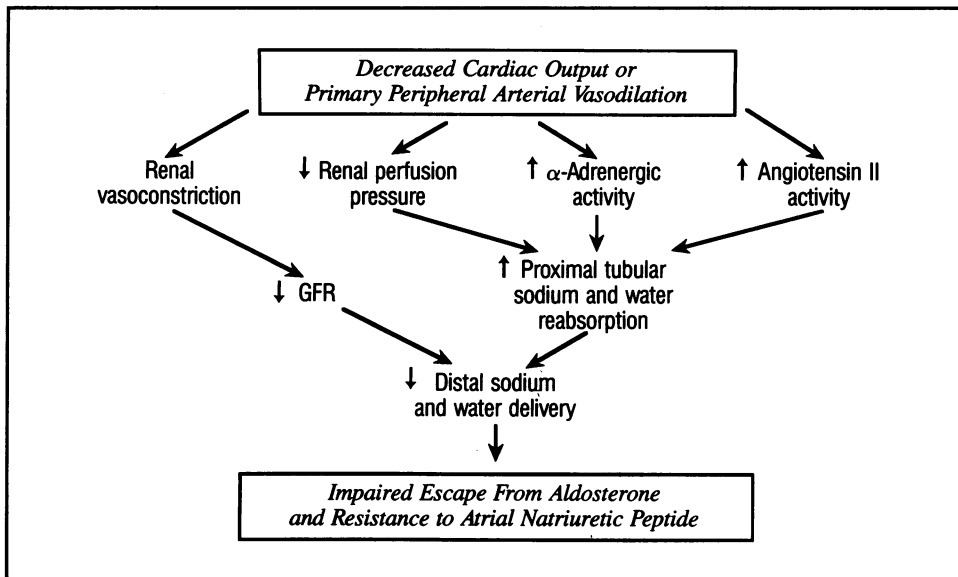 Decreased Cardiac Output or
Primary Peripheral Arterial Vasodilation
Renal
vasoconstriction
↓ Renal perfusion
pressure
↑ α-Adrenergic
activity
↑ Angiotensin II
activity
↓ GFR
↑ Proximal tubular
sodium and water
reabsorption
↓ Distal sodium
and water delivery
Impaired Escape From Aldosterone
and Resistance to Atrial Natriuretic Peptide